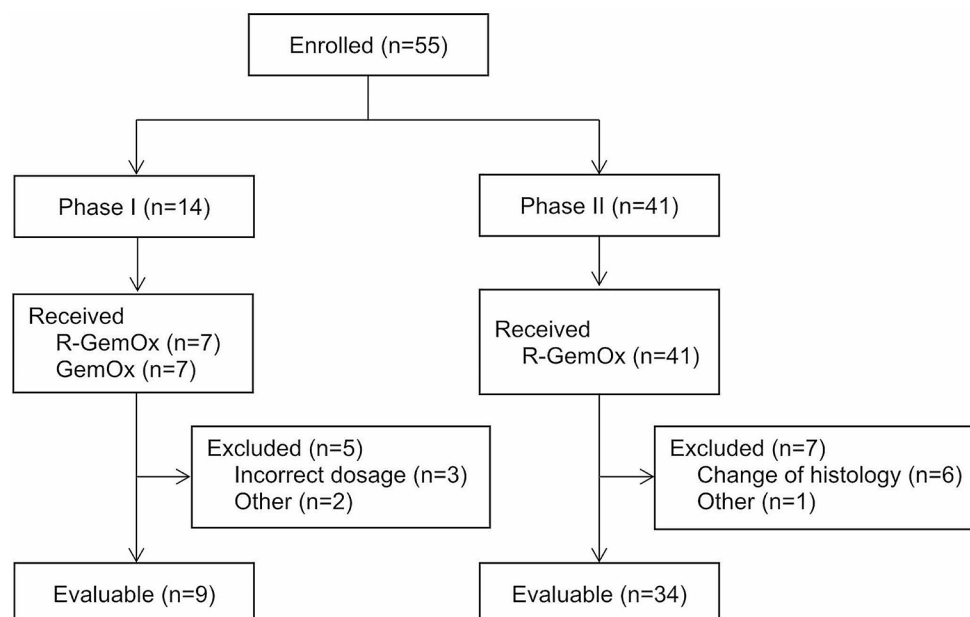 Enrolled (n=55)
Phase I (n=14)
Phase II (n=41)
Received
R-GemOx (n=7)
GemOx (n=7)
Received
R-GemOx (n=41)
Excluded (n=5)
Incorrect dosage (n=3)
Other (n=2)
Excluded (n=7)
Change of histology (n=6)
Other (n=1)
Evaluable (n=9)
Evaluable (n=34)